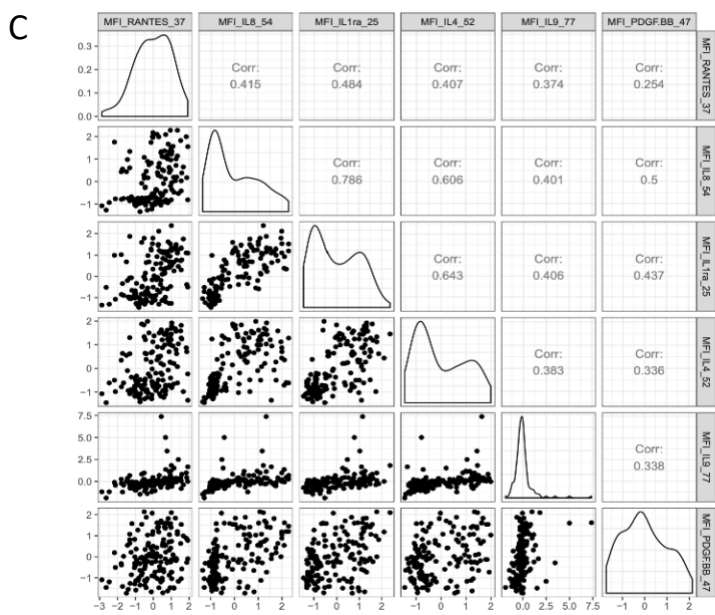 C
MFI_RANTES_37 MFI_IL8_54 MFI_IL1ra_25 MFI_IL4_52 MFI_IL9_77 MFI_PDGF.BB_47
0.3
0.2
0.1
0.0
Corr:
0.415
Corr:
0.484
Corr:
0.407
Corr:
0.374
Corr:
0.254
MFI_RANTES_37
2
1
0
−1
Corr:
0.786
Corr:
0.606
Corr:
0.401
Corr:
0.5
MFI_IL8_54
2
1
0
−1
Corr:
0.643
Corr:
0.406
Corr:
0.437
MFI_IL1ra_25
2
1
0
−1
Corr:
0.383
Corr:
0.336
MFI_IL4_52
7.5
5.0
2.5
0.0
Corr:
0.338
MFI_IL9_77
2
1
0
−1
MFI_PDGF.BB_47
−3 −2 −1 0 1 2 −1 0 1 2 −1 0 1 2 −1 0 1 2 0.0 2.5 5.0 7.5 −1 0 1 2